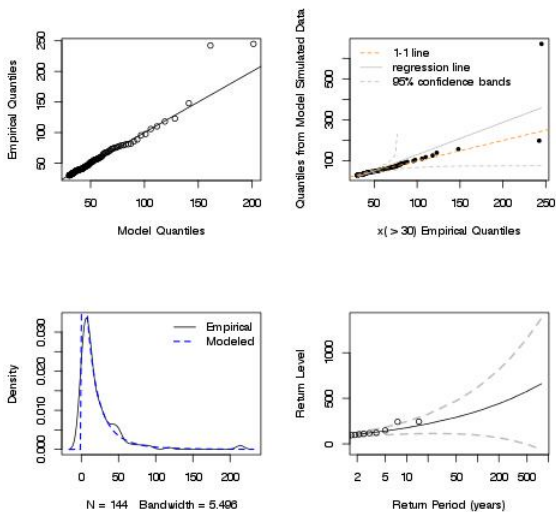 Empirical Quantiles
50 100 150 200 250
50 100 150 200
Model Quantiles
Quantiles from Model Simulated Data
100 300 500 700
1-1 line
regression line
95% confidence bands
50 100 150 200 250
x( > 30) Empirical Quantiles
Density
0.000 0.010 0.020 0.030
Empirical
Modeled
0 50 100 150 200
N = 144 Bandwidth = 5.496
Return Level
0 500 1000
2 5 10 50 100 200 500
Return Period (years)